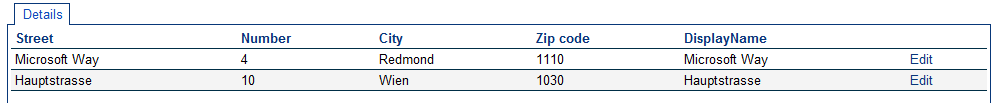 Details
Street Number City Zip code DisplayName
Microsoft Way 4 Redmond 1110 Microsoft Way Edit
Hauptstrasse 10 Wien 1030 Hauptstrasse Edit